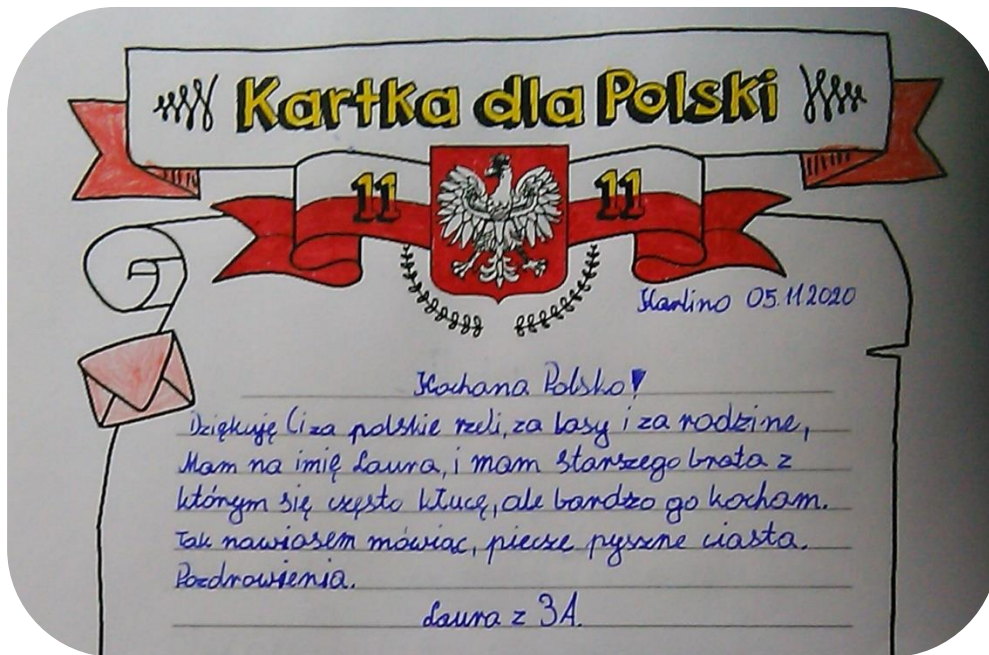 Kartka dla Polski
11 11
Karlino 05.11.2020
Kochana Polsko!
Dziękuję Ci za polskie rzeki, za lasy i za rodzinę,
Mam na imię Laura, i mam starszego brata z
którym się często kłucę, ale bardzo go kocham.
Tak nawiasem mówiąc, piecze pyszne ciasta.
Pozdrowienia.
Laura z 3A.